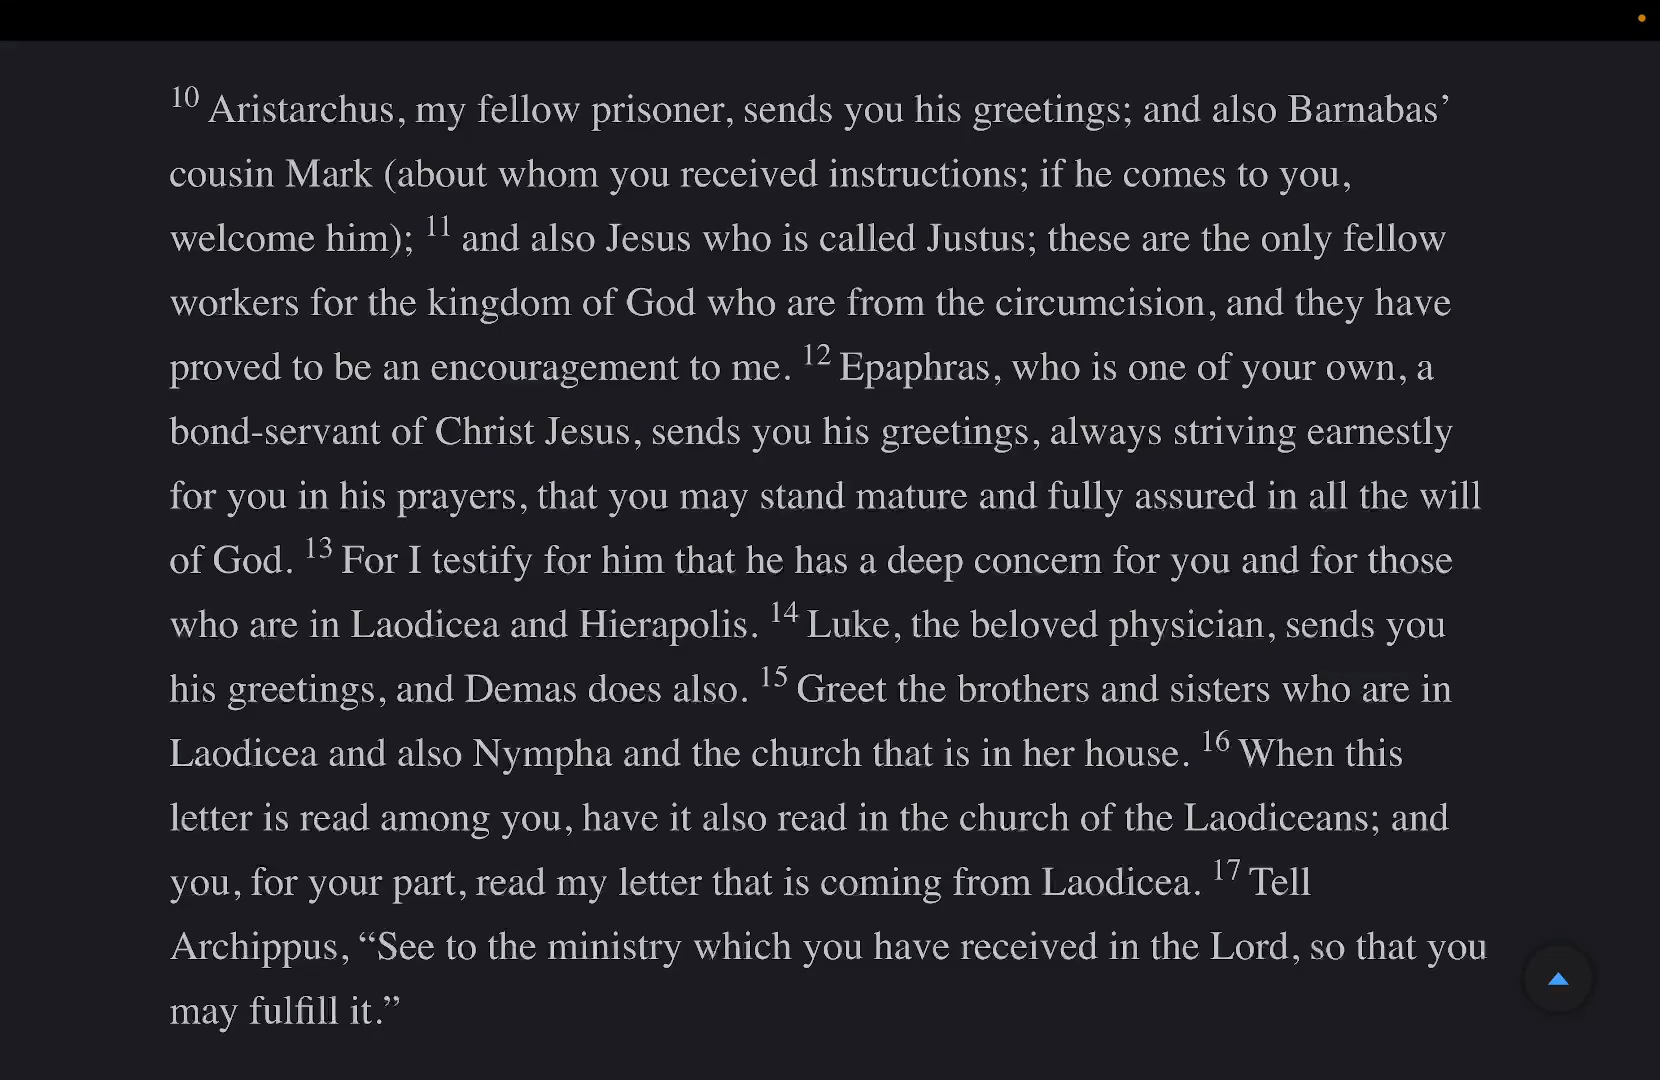 10 Aristarchus, my fellow prisoner, sends you his greetings; and also Barnabas’
cousin Mark (about whom you received instructions; if he comes to you,
welcome him); 11 and also Jesus who is called Justus; these are the only fellow
workers for the kingdom of God who are from the circumcision, and they have
proved to be an encouragement to me. 12 Epaphras, who is one of your own, a
bond-servant of Christ Jesus, sends you his greetings, always striving earnestly
for you in his prayers, that you may stand mature and fully assured in all the will
of God. 13 For I testify for him that he has a deep concern for you and for those
who are in Laodicea and Hierapolis. 14 Luke, the beloved physician, sends you
his greetings, and Demas does also. 15 Greet the brothers and sisters who are in
Laodicea and also Nympha and the church that is in her house. 16 When this
letter is read among you, have it also read in the church of the Laodiceans; and
you, for your part, read my letter that is coming from Laodicea. 17 Tell
Archippus, “See to the ministry which you have received in the Lord, so that you
may fulfill it.”